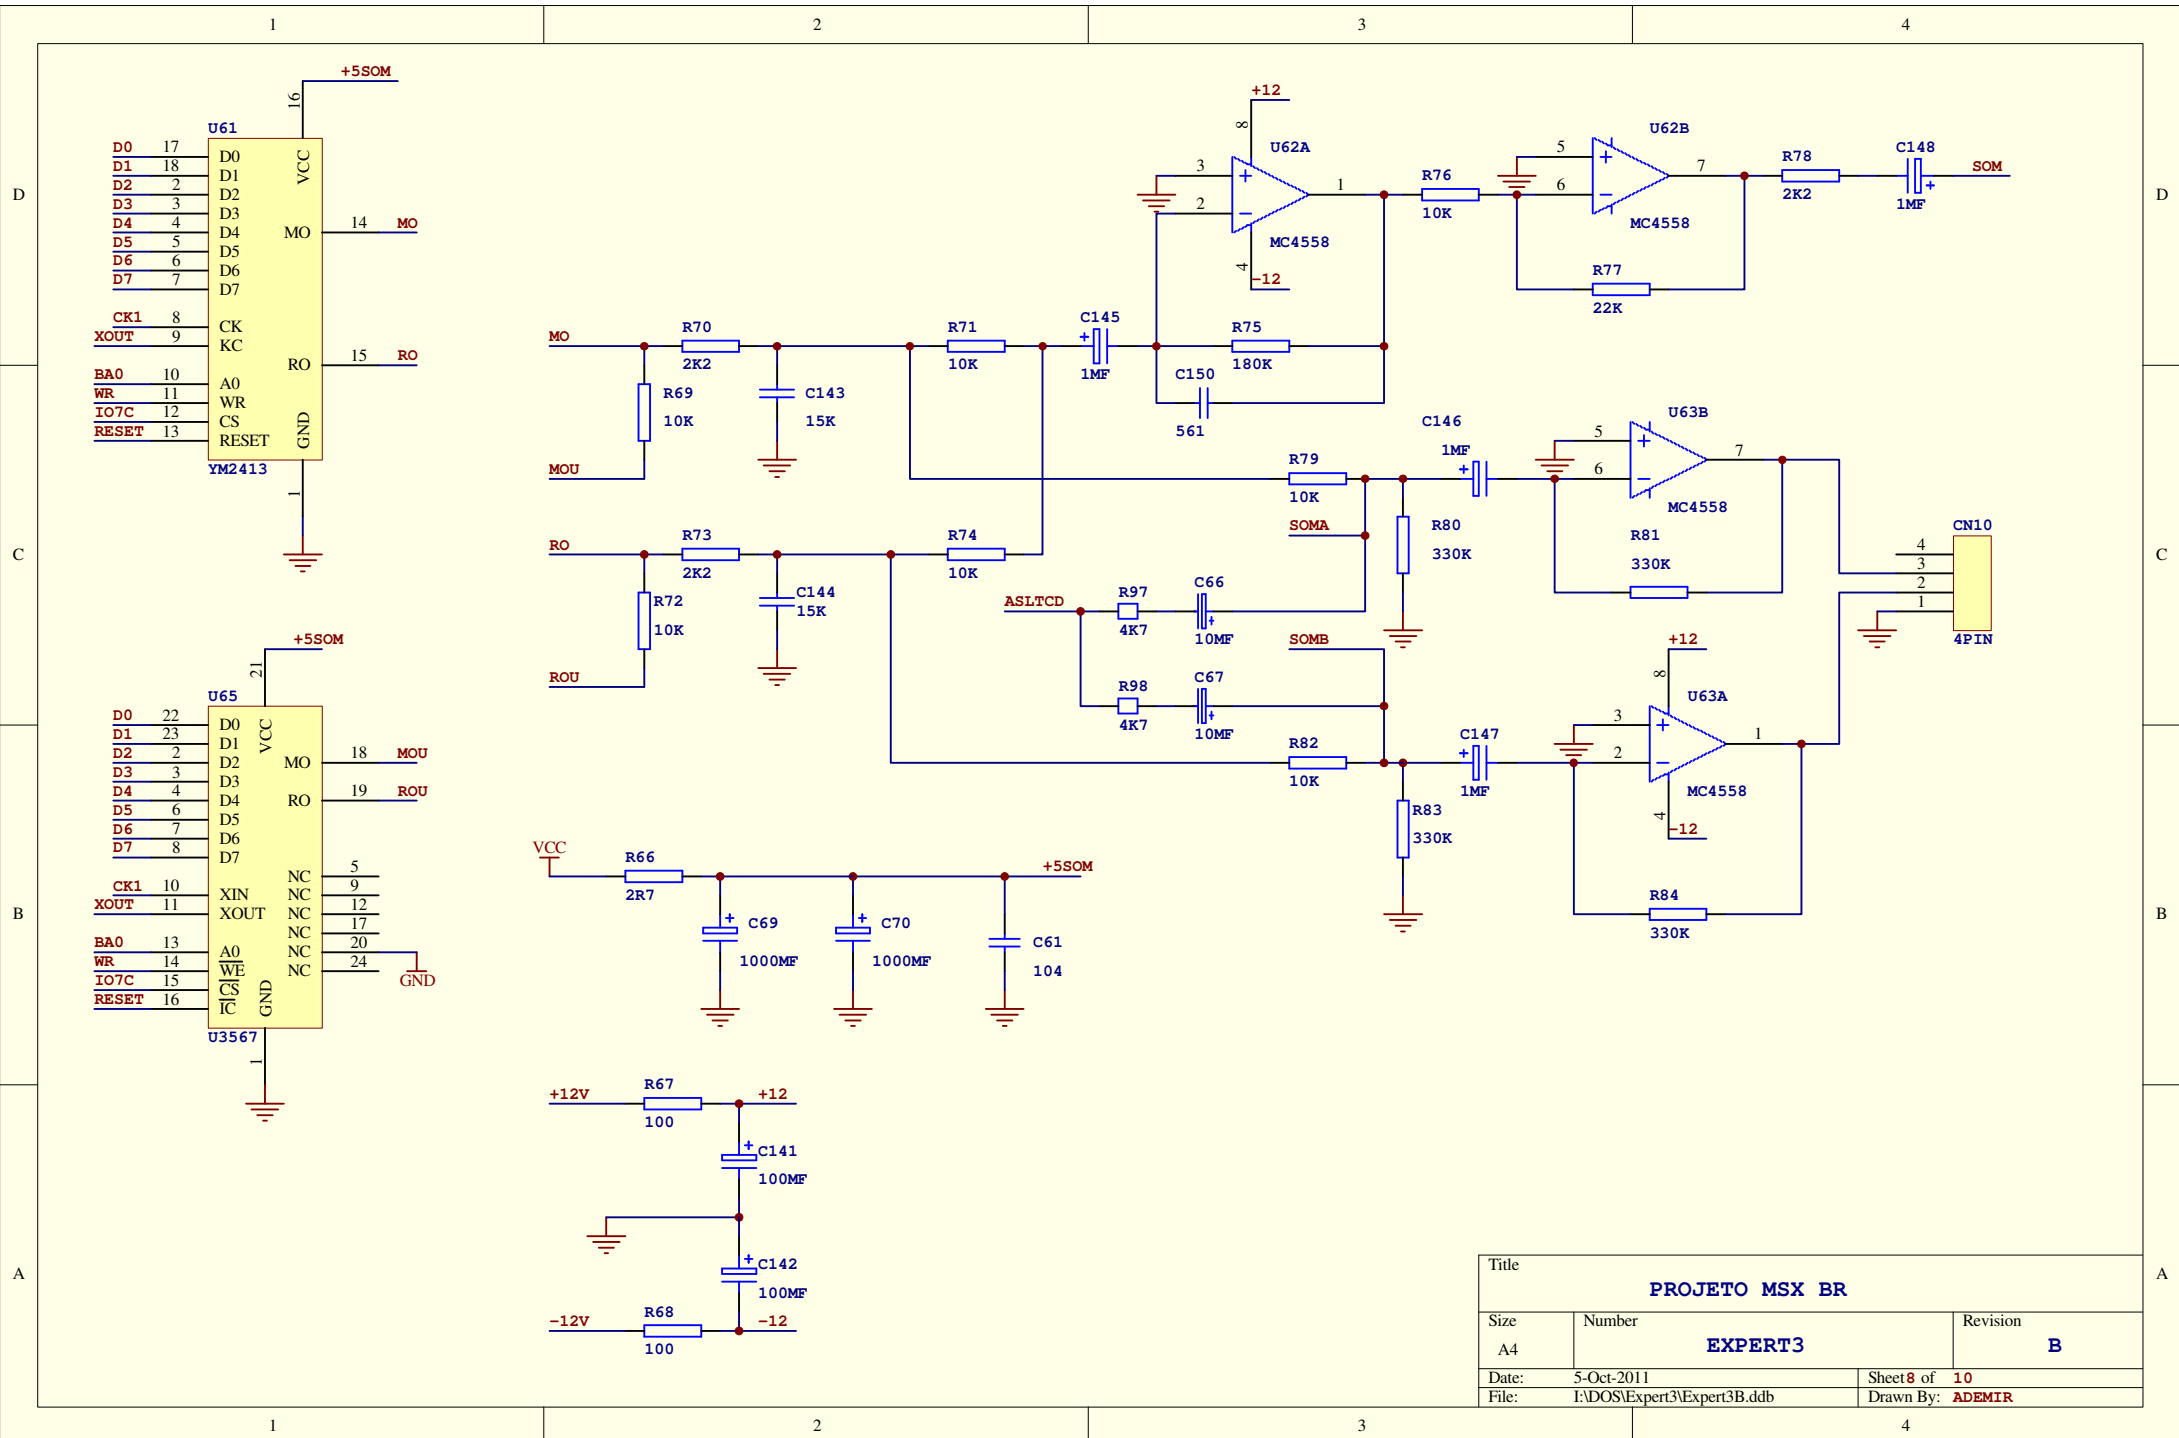 1 2 3 4
D
C
B
A
D
C
B
A
1 2 3 4
+5SOM
16
U61
D0 17 D0
D1 18 D1
D2 2 D2
D3 3 D3
D4 4 D4
D5 5 D5
D6 6 D6
D7 7 D7
CK1 8 CK
XOUT 9 KC
BA0 10 A0
WR 11 WR
IO7C 12 CS
RESET 13 RESET
VCC
MO 14 MO
RO 15 RO
GND
YM2413
1
+5SOM
21
U65
D0 22 D0
D1 23 D1
D2 2 D2
D3 3 D3
D4 4 D4
D5 6 D5
D6 7 D6
D7 8 D7
CK1 10 XIN
XOUT 11 XOUT
BA0 13 A0
WR 14 WE
IO7C 15 CS
RESET 16 IC
VCC
MO 18 MOU
RO 19 ROU
NC 5
NC 9
NC 12
NC 17
NC 20
NC 24
GND
GND
U3567
1
MO
R70
2K2
R69
10K
MOU
C143
15K
R71
10K
C145
+
1MF
RO
R73
2K2
R72
10K
ROU
C144
15K
R74
10K
+12
8
U62A
3 +
2 -
1
MC4558
4
-12
R75
180K
C150
561
R76
10K
U62B
5 +
6 -
7
MC4558
R77
22K
R78
2K2
C148
+
1MF
SOM
R79
10K
SOMA
R80
330K
C146
1MF
+
U63B
5 +
6 -
7
MC4558
R81
330K
ASLTCD
R97
4K7
C66
+
10MF
SOMB
R98
4K7
C67
+
10MF
R82
10K
R83
330K
C147
+
1MF
+12
8
U63A
3 +
2 -
1
MC4558
4
-12
R84
330K
CN10
4
3
2
1
4PIN
VCC
R66
2R7
+5SOM
+
C69
1000MF
+
C70
1000MF
C61
104
+12V
R67
100
+12
+
C141
100MF
+
C142
100MF
-12V
R68
100
-12
Title
PROJETO MSX BR
Size
A4
Number
EXPERT3
Revision
B
Date: 5-Oct-2011
Sheet 8 of 10
File: I:\DOS\Expert3\Expert3B.ddb
Drawn By: ADEMIR